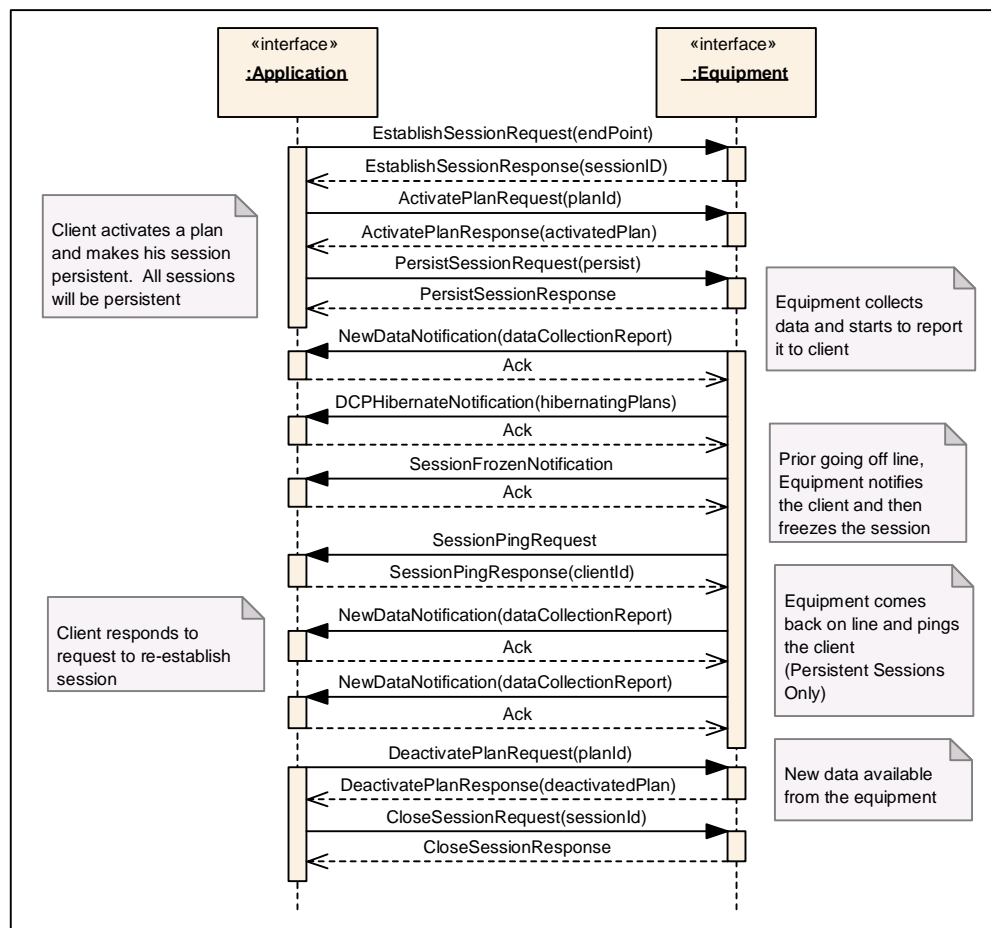 «interface»
:Application
«interface»
:Equipment
EstablishSessionRequest(endPoint)
EstablishSessionResponse(sessionID)
ActivatePlanRequest(planId)
Client activates a plan
and makes his session
persistent.  All sessions
will be persistent
ActivatePlanResponse(activatedPlan)
PersistSessionRequest(persist)
PersistSessionResponse
Equipment collects
data and starts to report
it to client
NewDataNotification(dataCollectionReport)
Ack
DCPHibernateNotification(hibernatingPlans)
Ack
SessionFrozenNotification
Ack
Prior going off line,
Equipment notifies
the client and then
freezes the session
SessionPingRequest
SessionPingResponse(clientId)
Equipment comes
back on line and pings
the client
(Persistent Sessions
Only)
NewDataNotification(dataCollectionReport)
Client responds to
request to re-establish
session
Ack
NewDataNotification(dataCollectionReport)
Ack
DeactivatePlanRequest(planId)
DeactivatePlanResponse(deactivatedPlan)
New data available
from the equipment
CloseSessionRequest(sessionId)
CloseSessionResponse